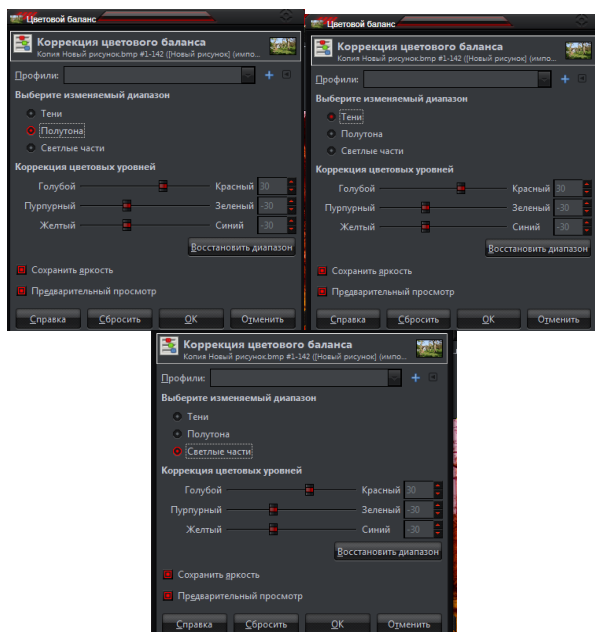 Цветовой баланс
Коррекция цветового баланса
Копия Новый рисунок.bmp #1-142 ([Новый рисунок] (импо...
Профили:
Выберите изменяемый диапазон
Тени
Полутона
Светлые части
Коррекция цветовых уровней
Голубой Красный 30
Пурпурный Зеленый -30
Желтый Синий -30
Восстановить диапазон
Сохранить яркость
Предварительный просмотр
Справка Сбросить OK Отменить
Цветовой баланс
Коррекция цветового баланса
Копия Новый рисунок.bmp #1-142 ([Новый рисунок] (импо...
Профили:
Выберите изменяемый диапазон
Тени
Полутона
Светлые части
Коррекция цветовых уровней
Голубой Красный 30
Пурпурный Зеленый -30
Желтый Синий -30
Восстановить диапазон
Сохранить яркость
Предварительный просмотр
Справка Сбросить OK Отменить
Коррекция цветового баланса
Копия Новый рисунок.bmp #1-142 ([Новый рисунок] (импо...
Профили:
Выберите изменяемый диапазон
Тени
Полутона
Светлые части
Коррекция цветовых уровней
Голубой Красный 30
Пурпурный Зеленый -30
Желтый Синий -30
Восстановить диапазон
Сохранить яркость
Предварительный просмотр
Справка Сбросить OK Отменить